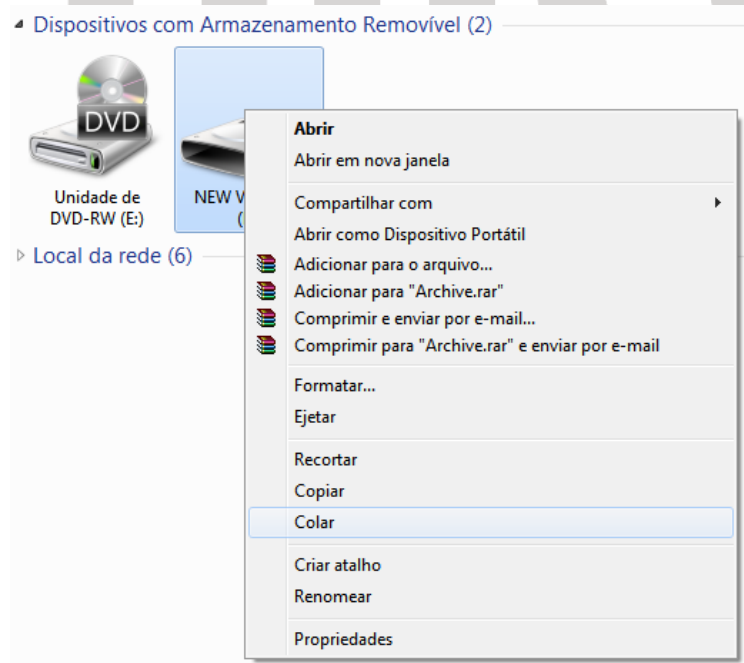 Dispositivos com Armazenamento Removível (2)
DVD
Unidade de
DVD-RW (E:)
NEW
(
Local da rede (6)
Abrir
Abrir em nova janela
Compartilhar com
Abrir como Dispositivo Portátil
Adicionar para o arquivo...
Adicionar para "Archive.rar"
Comprimir e enviar por e-mail...
Comprimir para "Archive.rar" e enviar por e-mail
Formatar...
Ejetar
Recortar
Copiar
Colar
Criar atalho
Renomear
Propriedades